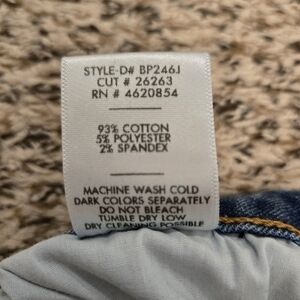 STYLE-D# BP246J
CUT # 26263
RN # 4620854
93% COTTON
5% POLYESTER
2% SPANDEX
MACHINE WASH COLD
DARK COLORS SEPARATELY
DO NOT BLEACH
TUMBLE DRY LOW
DRY CLEANING POSSIBLE